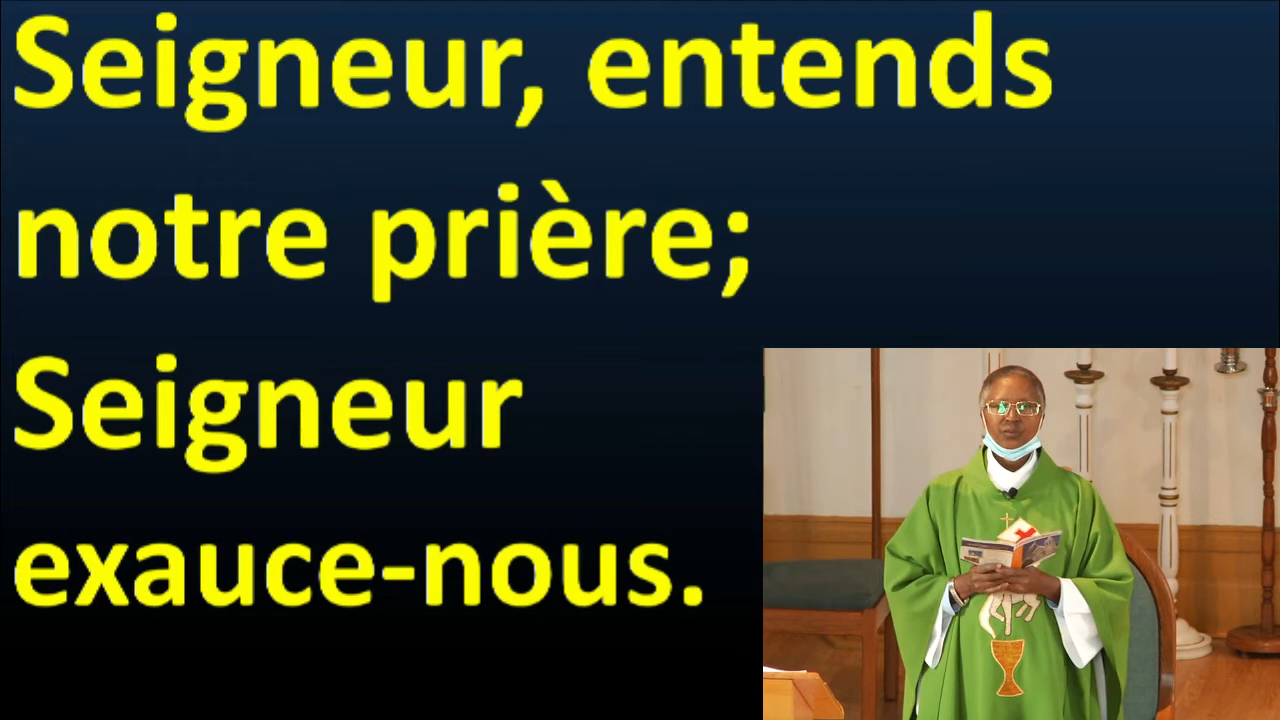 Seigneur, entends
notre prière;
Seigneur
exauce-nous.